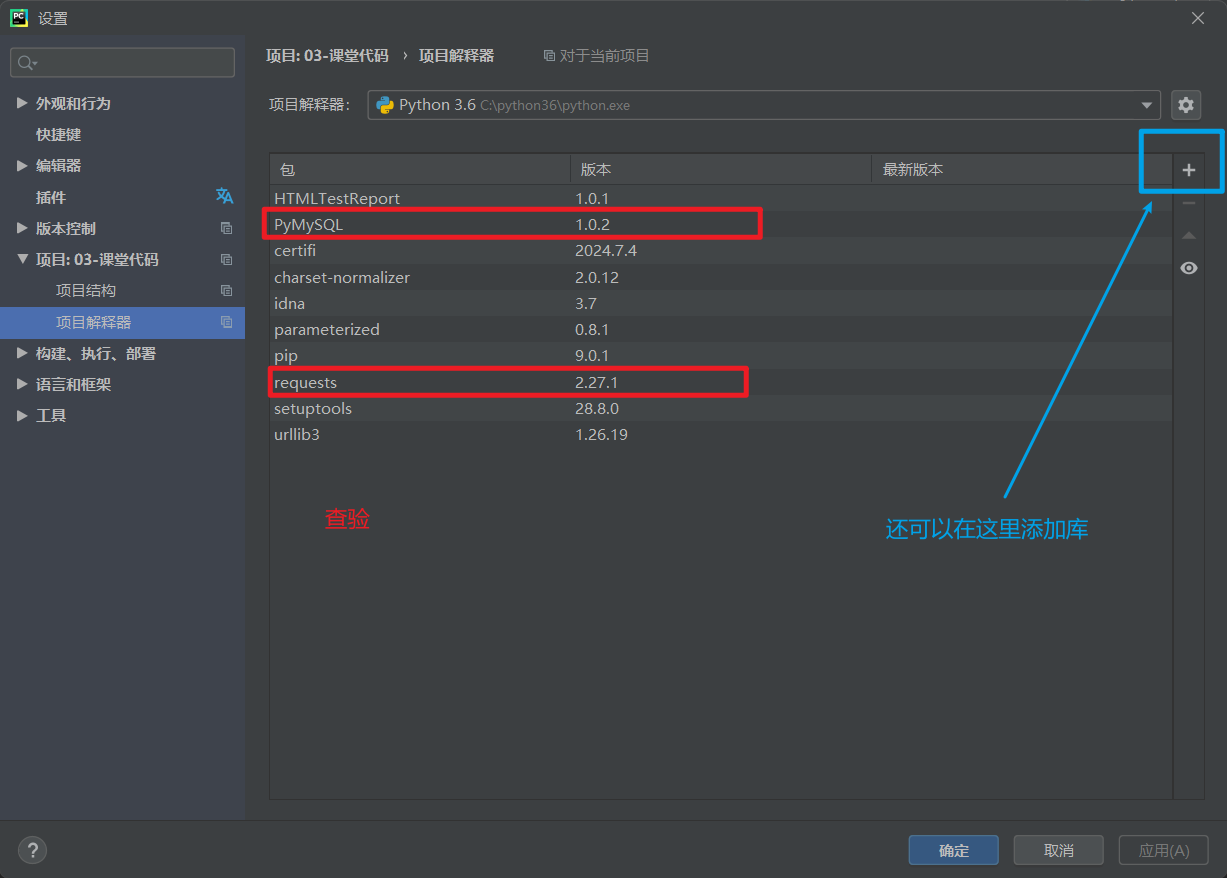 PC 设置
项目: 03-课堂代码 › 项目解释器 对于当前项目
外观和行为
快捷键
编辑器
插件
版本控制
项目: 03-课堂代码
项目结构
项目解释器
构建、执行、部署
语言和框架
工具
项目解释器: Python 3.6 C:\python36\python.exe
包 版本 最新版本
HTMLTestReport 1.0.1
PyMySQL 1.0.2
certifi 2024.7.4
charset-normalizer 2.0.12
idna 3.7
parameterized 0.8.1
pip 9.0.1
requests 2.27.1
setuptools 28.8.0
urllib3 1.26.19
查验
还可以在这里添加库
? 确定 取消 应用(A)